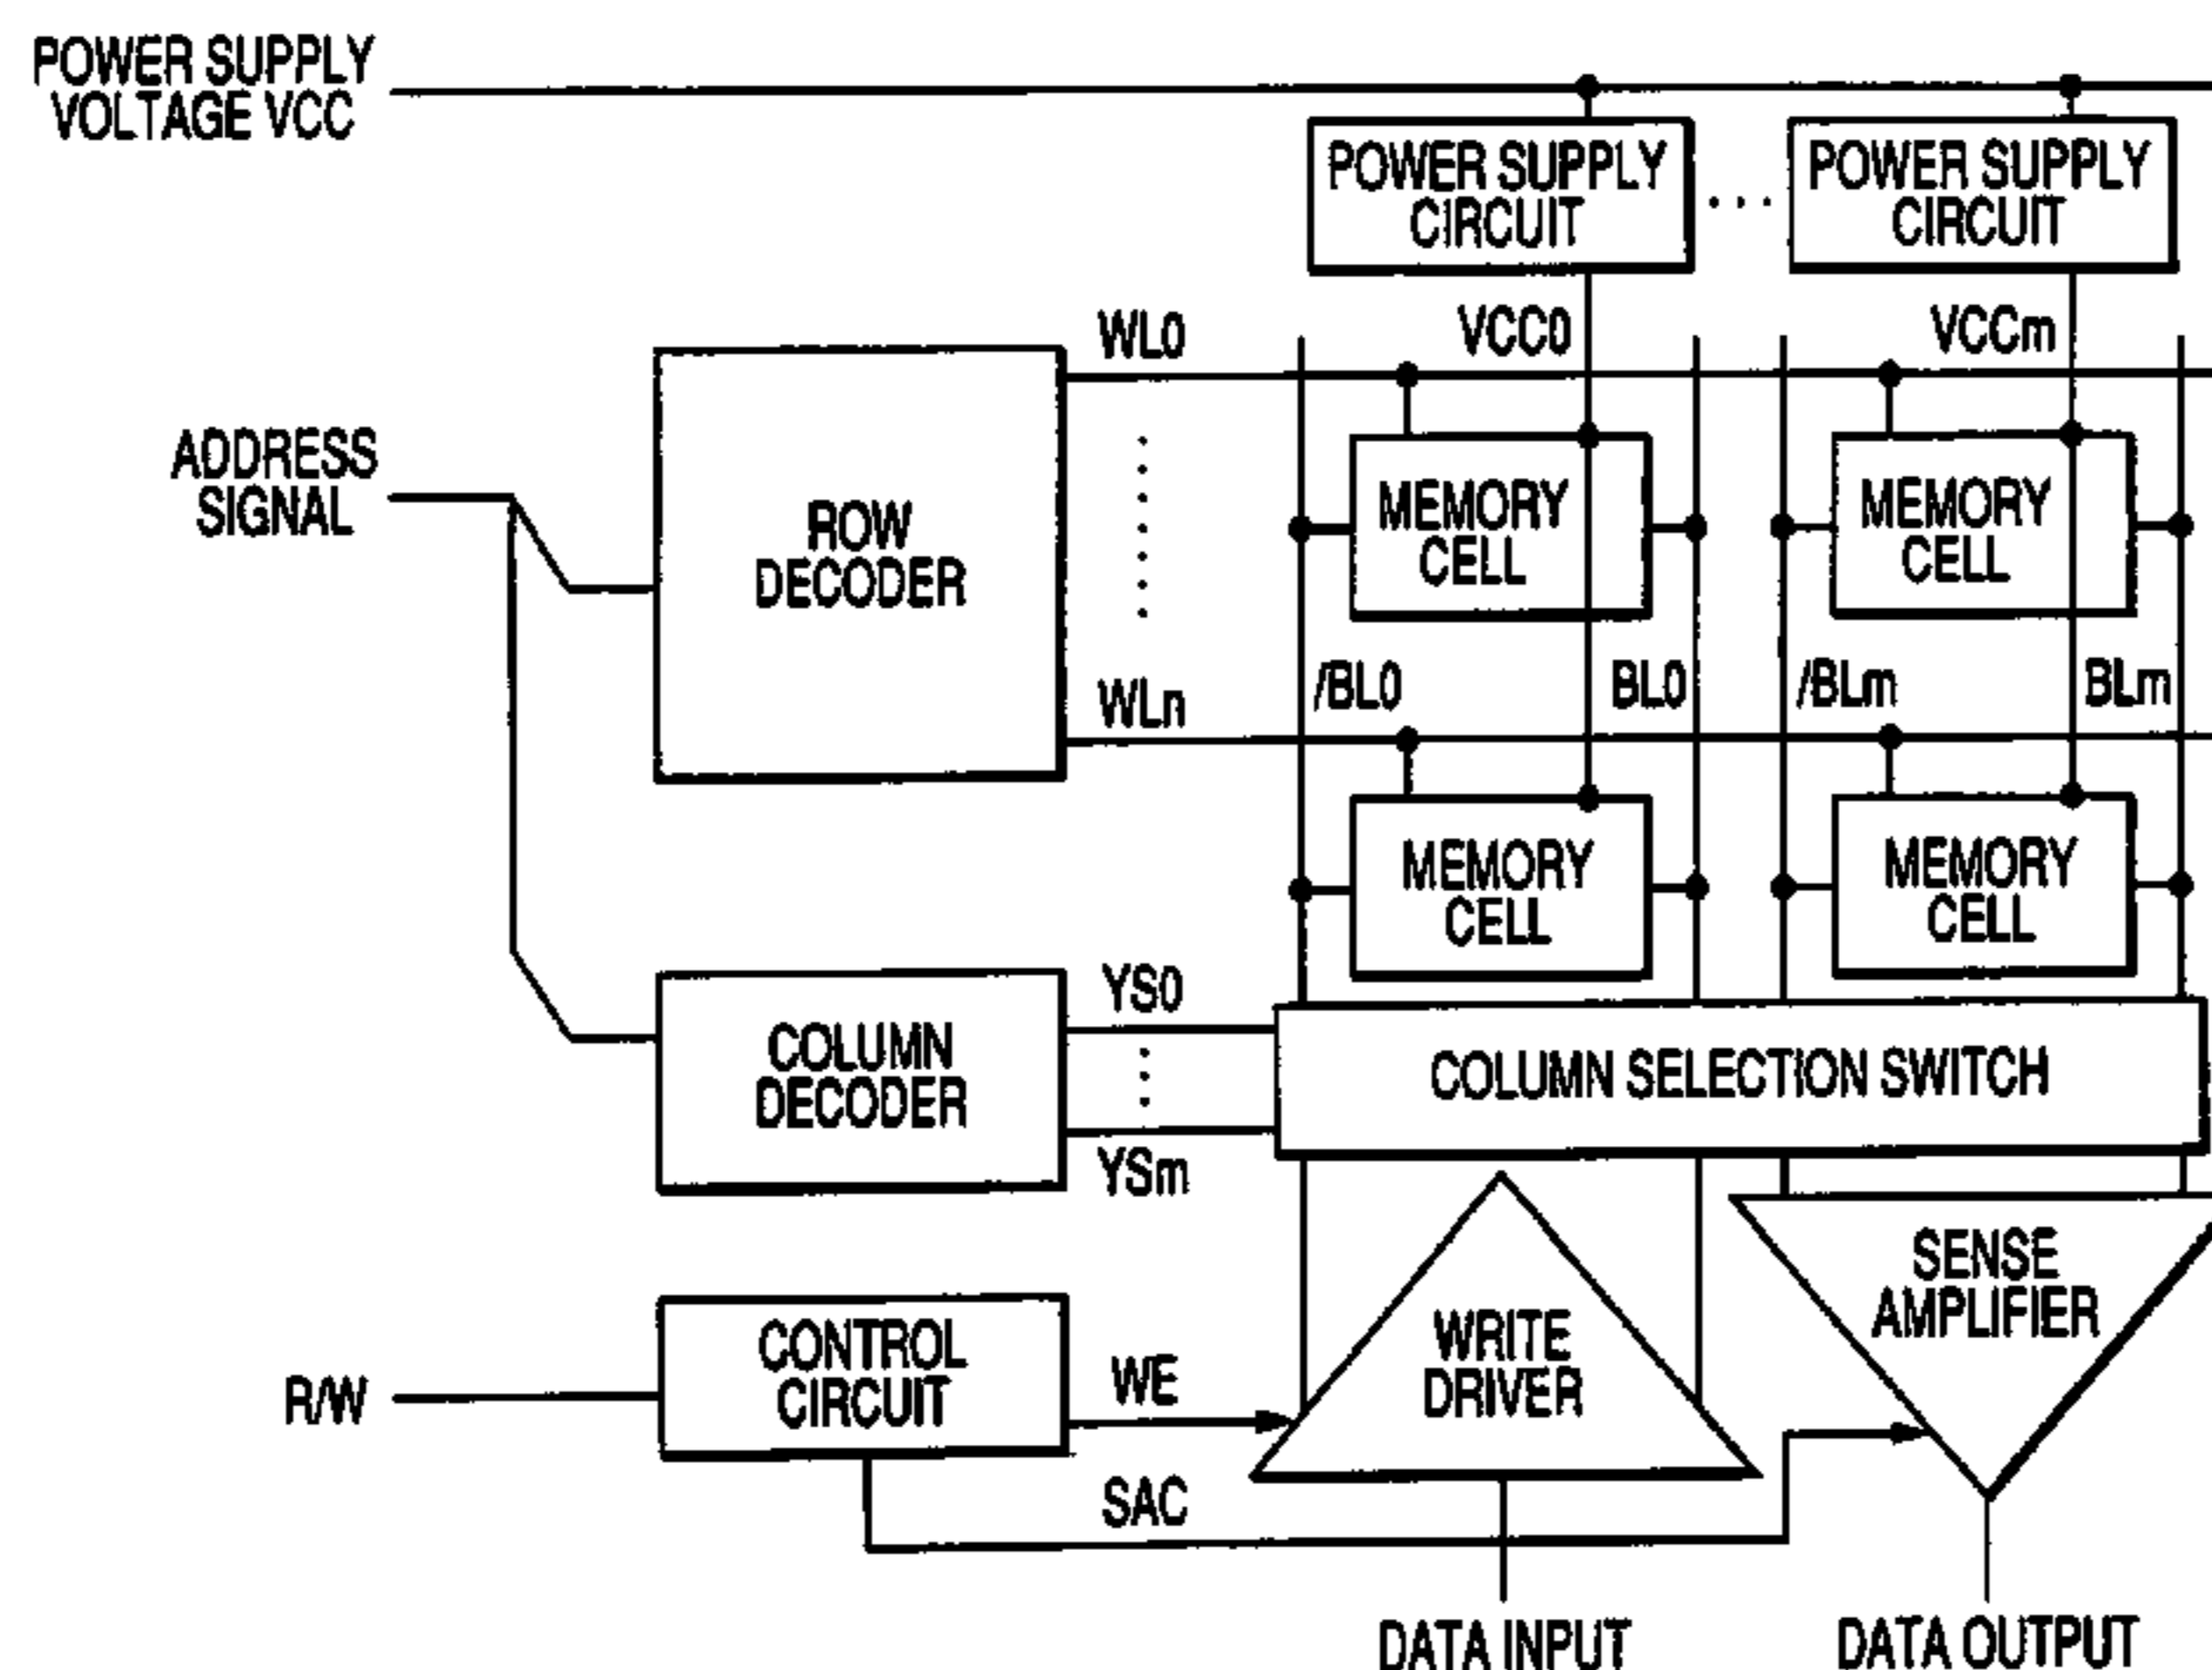 POWER SUPPLY
VOLTAGE VCC
POWER SUPPLY
CIRCUIT
POWER SUPPLY
CIRCUIT
WL0
VCC0
VCCm
ADDRESS
SIGNAL
ROW
DECODER
MEMORY
CELL
MEMORY
CELL
WLn
/BL0
BL0
/BLm
BLm
MEMORY
CELL
MEMORY
CELL
YS0
COLUMN
DECODER
COLUMN SELECTION SWITCH
YSm
SENSE
AMPLIFIER
CONTROL
CIRCUIT
WRITE
DRIVER
R/W
WE
SAC
DATA INPUT
DATA OUTPUT